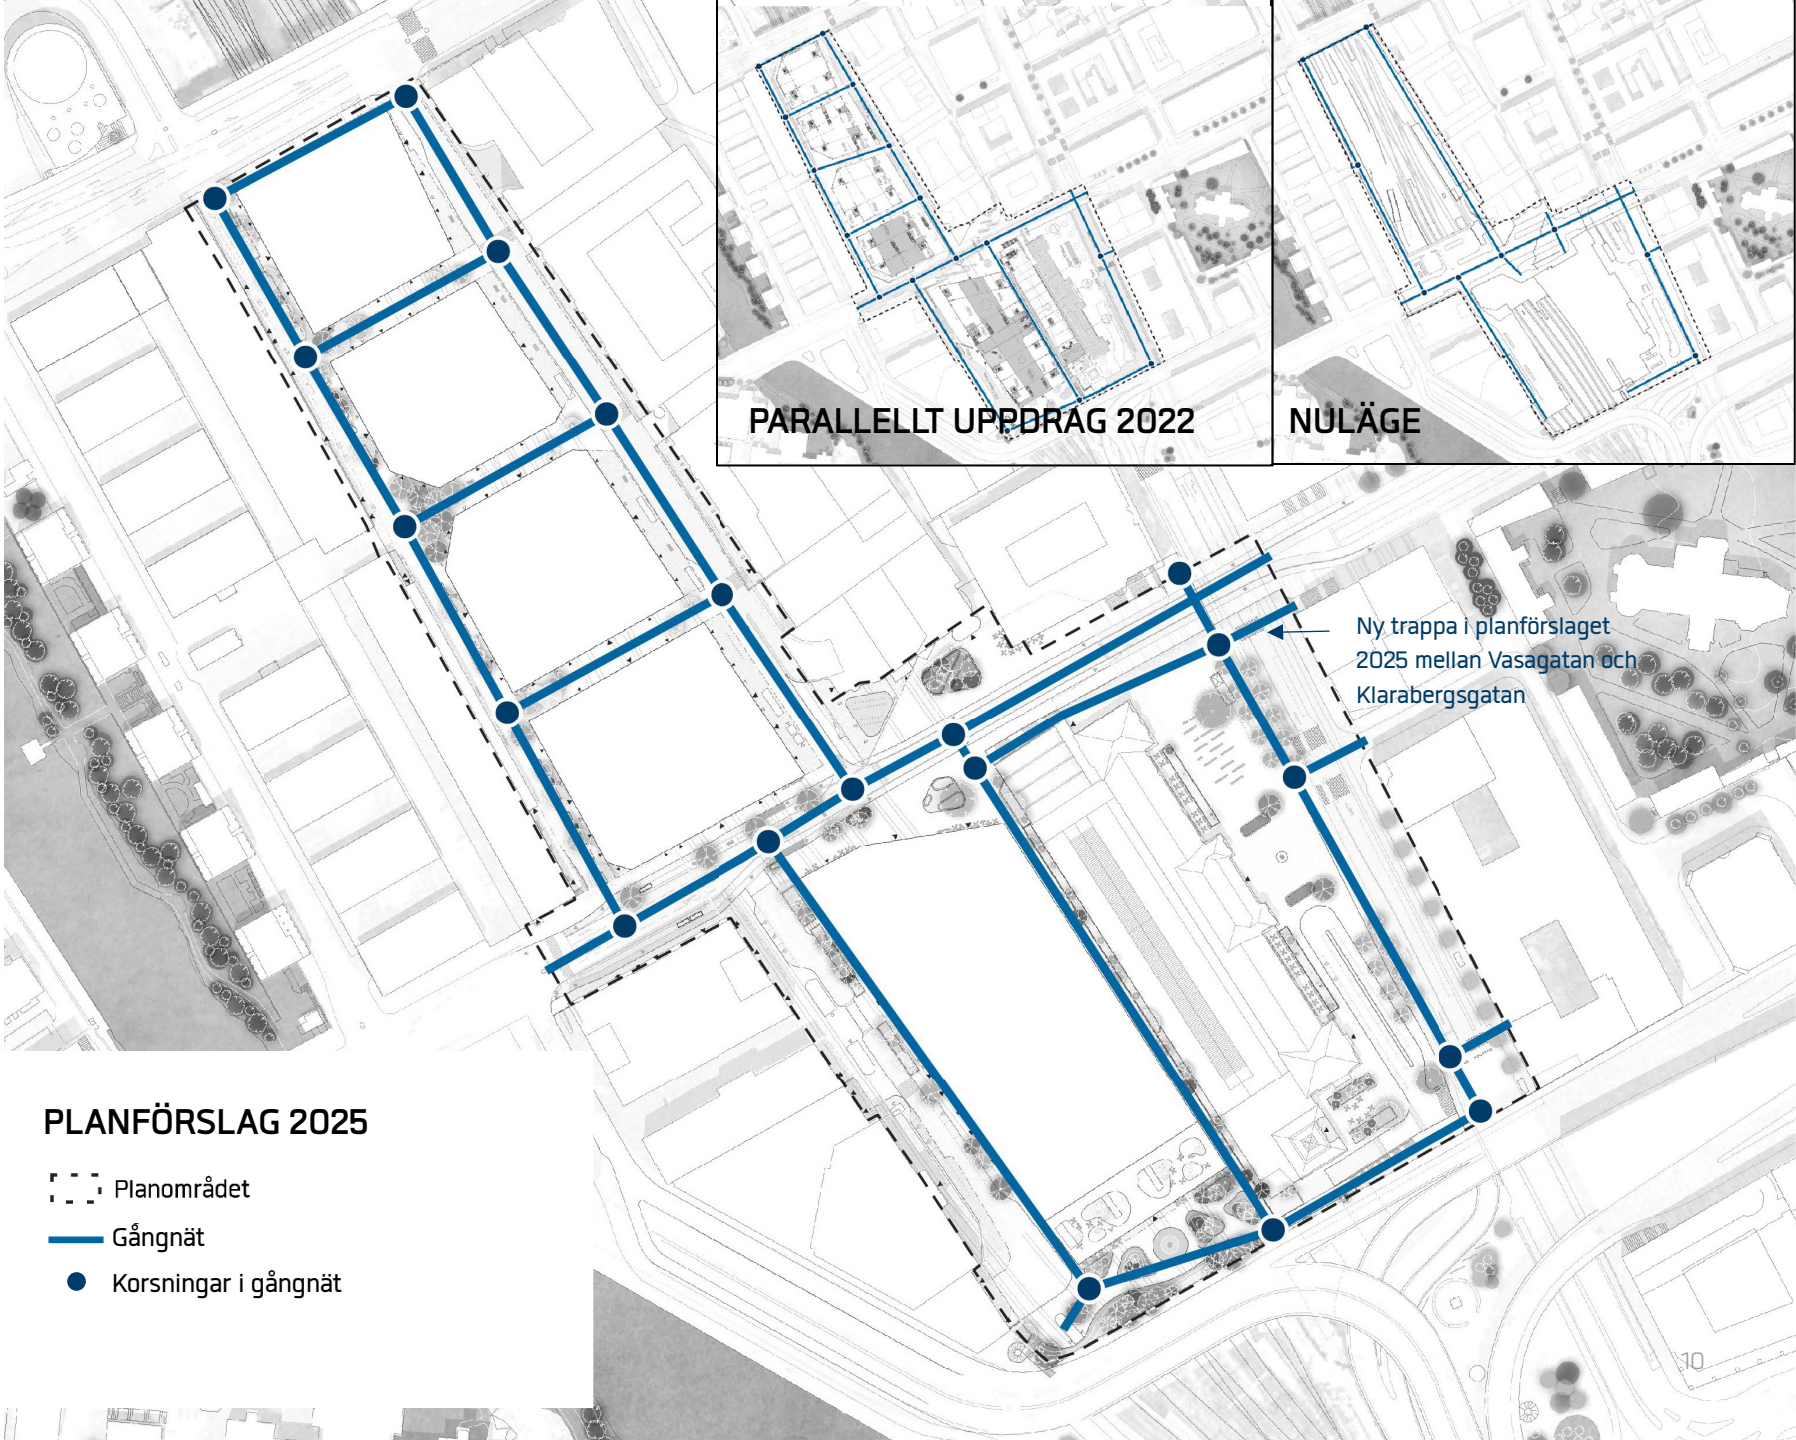 PARALLELLT UPPDRAG 2022
NULÄGE
Ny trappa i planförslaget
2025 mellan Vasagatan och
Klarabergsgatan
PLANFÖRSLAG 2025
Planområdet
Gångnät
Korsningar i gångnät
10